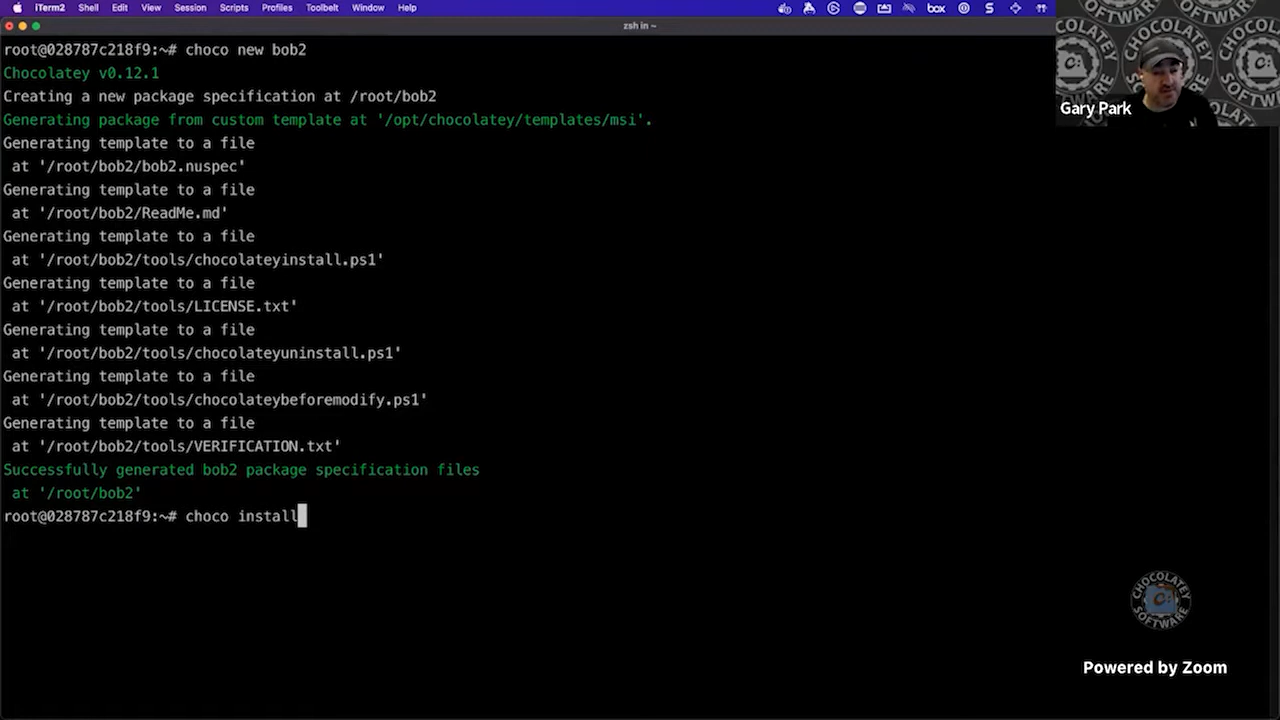 iTerm2 Shell Edit View Session Scripts Profiles Toolbelt Window Help
box
zsh in ~
root@028787c218f9:~# choco new bob2
Chocolatey v0.12.1
Creating a new package specification at /root/bob2
Generating package from custom template at '/opt/chocolatey/templates/msi'.
Generating template to a file
at '/root/bob2/bob2.nuspec'
Generating template to a file
at '/root/bob2/ReadMe.md'
Generating template to a file
at '/root/bob2/tools/chocolateyinstall.ps1'
Generating template to a file
at '/root/bob2/tools/LICENSE.txt'
Generating template to a file
at '/root/bob2/tools/chocolateyuninstall.ps1'
Generating template to a file
at '/root/bob2/tools/chocolateybeforemodify.ps1'
Generating template to a file
at '/root/bob2/tools/VERIFICATION.txt'
Successfully generated bob2 package specification files
at '/root/bob2'
root@028787c218f9:~# choco install
Gary Park
CHOCOLATEY
SOFTWARE
Powered by Zoom